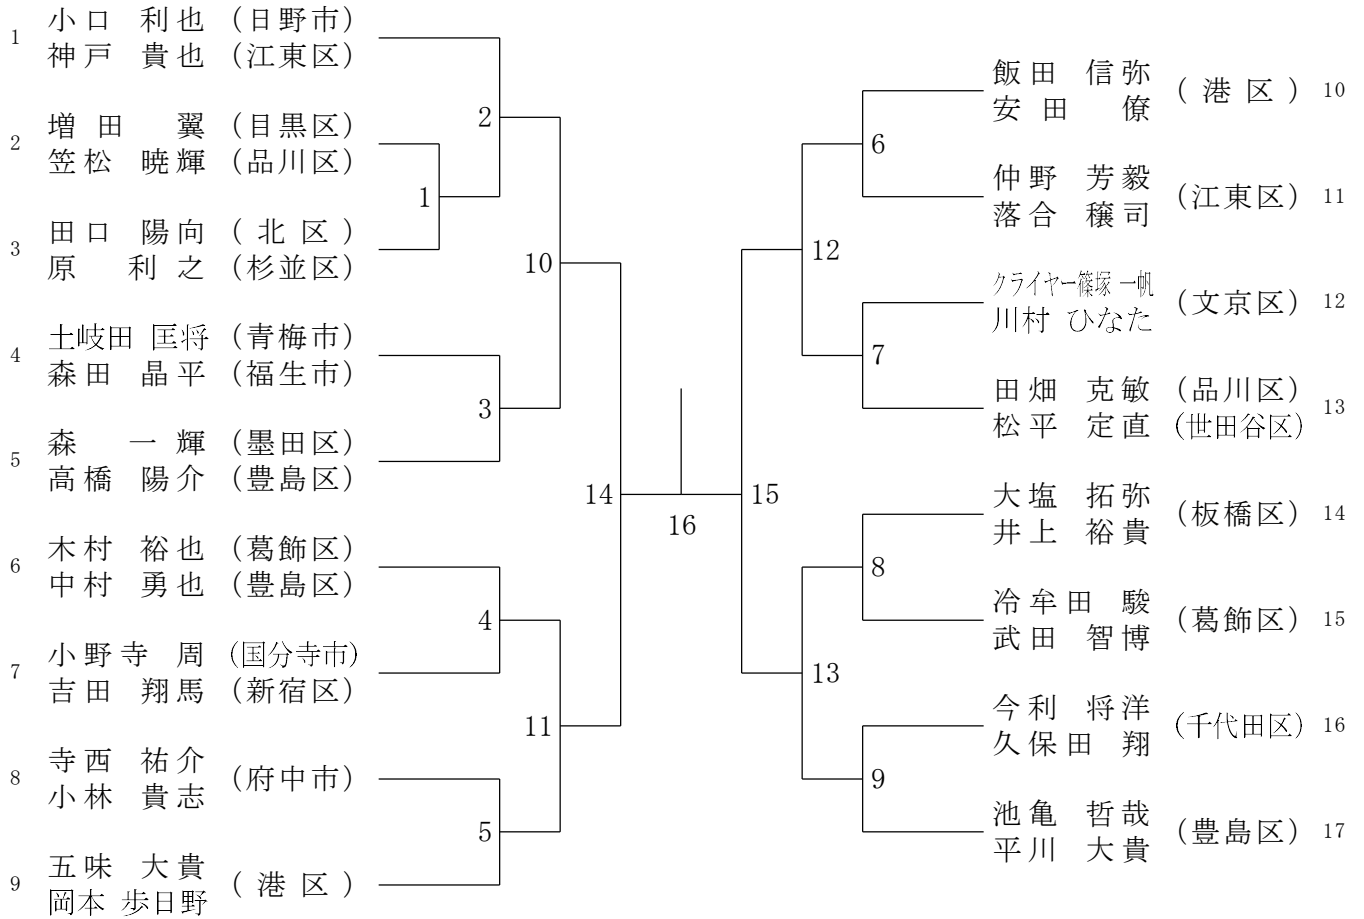 1 小口 利也 (日野市)
神戸 貴也 (江東区)
2 増田 翼 (目黒区)
笠松 暁輝 (品川区)
3 田口 陽向 (北区)
原 利之 (杉並区)
4 土岐田 匡将 (青梅市)
森田 晶平 (福生市)
5 森 一輝 (墨田区)
高橋 陽介 (豊島区)
6 木村 裕也 (葛飾区)
中村 勇也 (豊島区)
7 小野寺 周 (国分寺市)
吉田 翔馬 (新宿区)
8 寺西 祐介 (府中市)
小林 貴志
9 五味 大貴 (港区)
岡本 歩日野
2
1
10
3
14
4
11
5
16
6
12
7
15
8
13
9
飯田 信弥 (港区) 10
安田 僚
仲野 芳毅 (江東区) 11
落合 穣司
クライヤー篠塚 一帆 (文京区) 12
川村 ひなた
田畑 克敏 (品川区) 13
松平 定直 (世田谷区)
大塩 拓弥 (板橋区) 14
井上 裕貴
冷牟田 駿 (葛飾区) 15
武田 智博
今利 将洋 (千代田区) 16
久保田 翔
池亀 哲哉 (豊島区) 17
平川 大貴